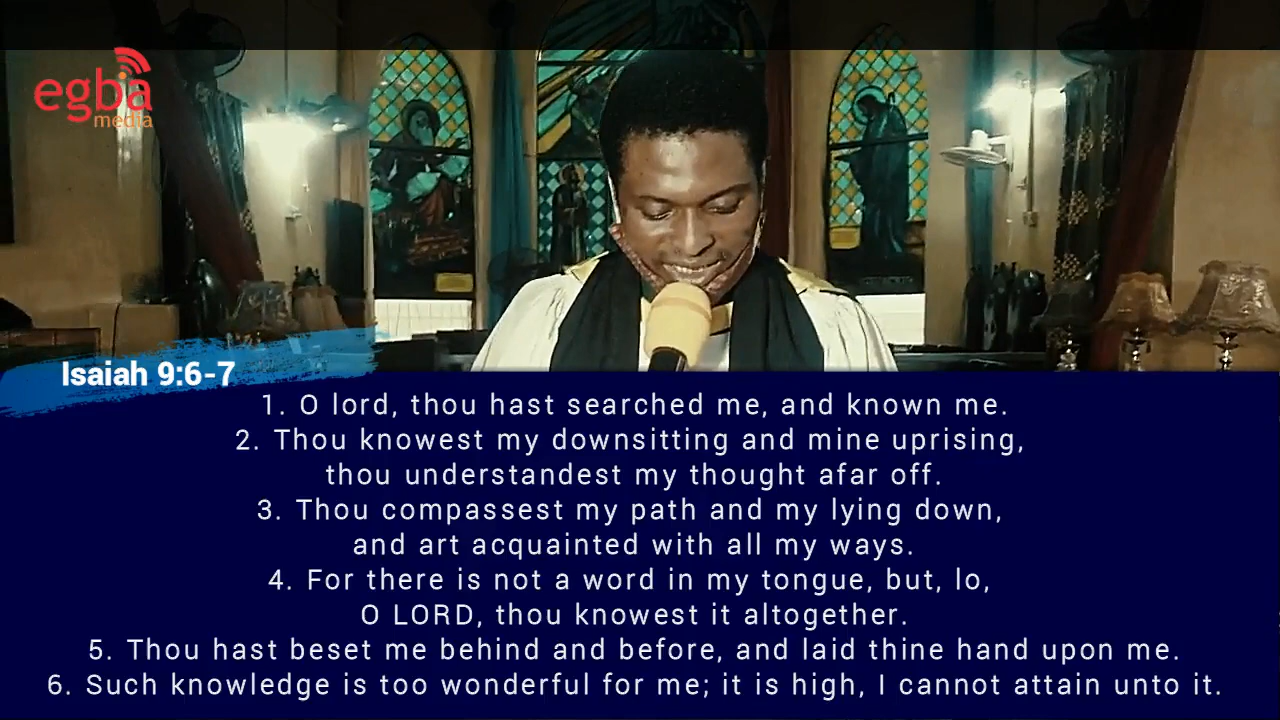 egba
media
Isaiah 9:6-7
1. O lord, thou hast searched me, and known me.
2. Thou knowest my downsitting and mine uprising,
thou understandest my thought afar off.
3. Thou compassest my path and my lying down,
and art acquainted with all my ways.
4. For there is not a word in my tongue, but, lo,
O LORD, thou knowest it altogether.
5. Thou hast beset me behind and before, and laid thine hand upon me.
6. Such knowledge is too wonderful for me; it is high, I cannot attain unto it.